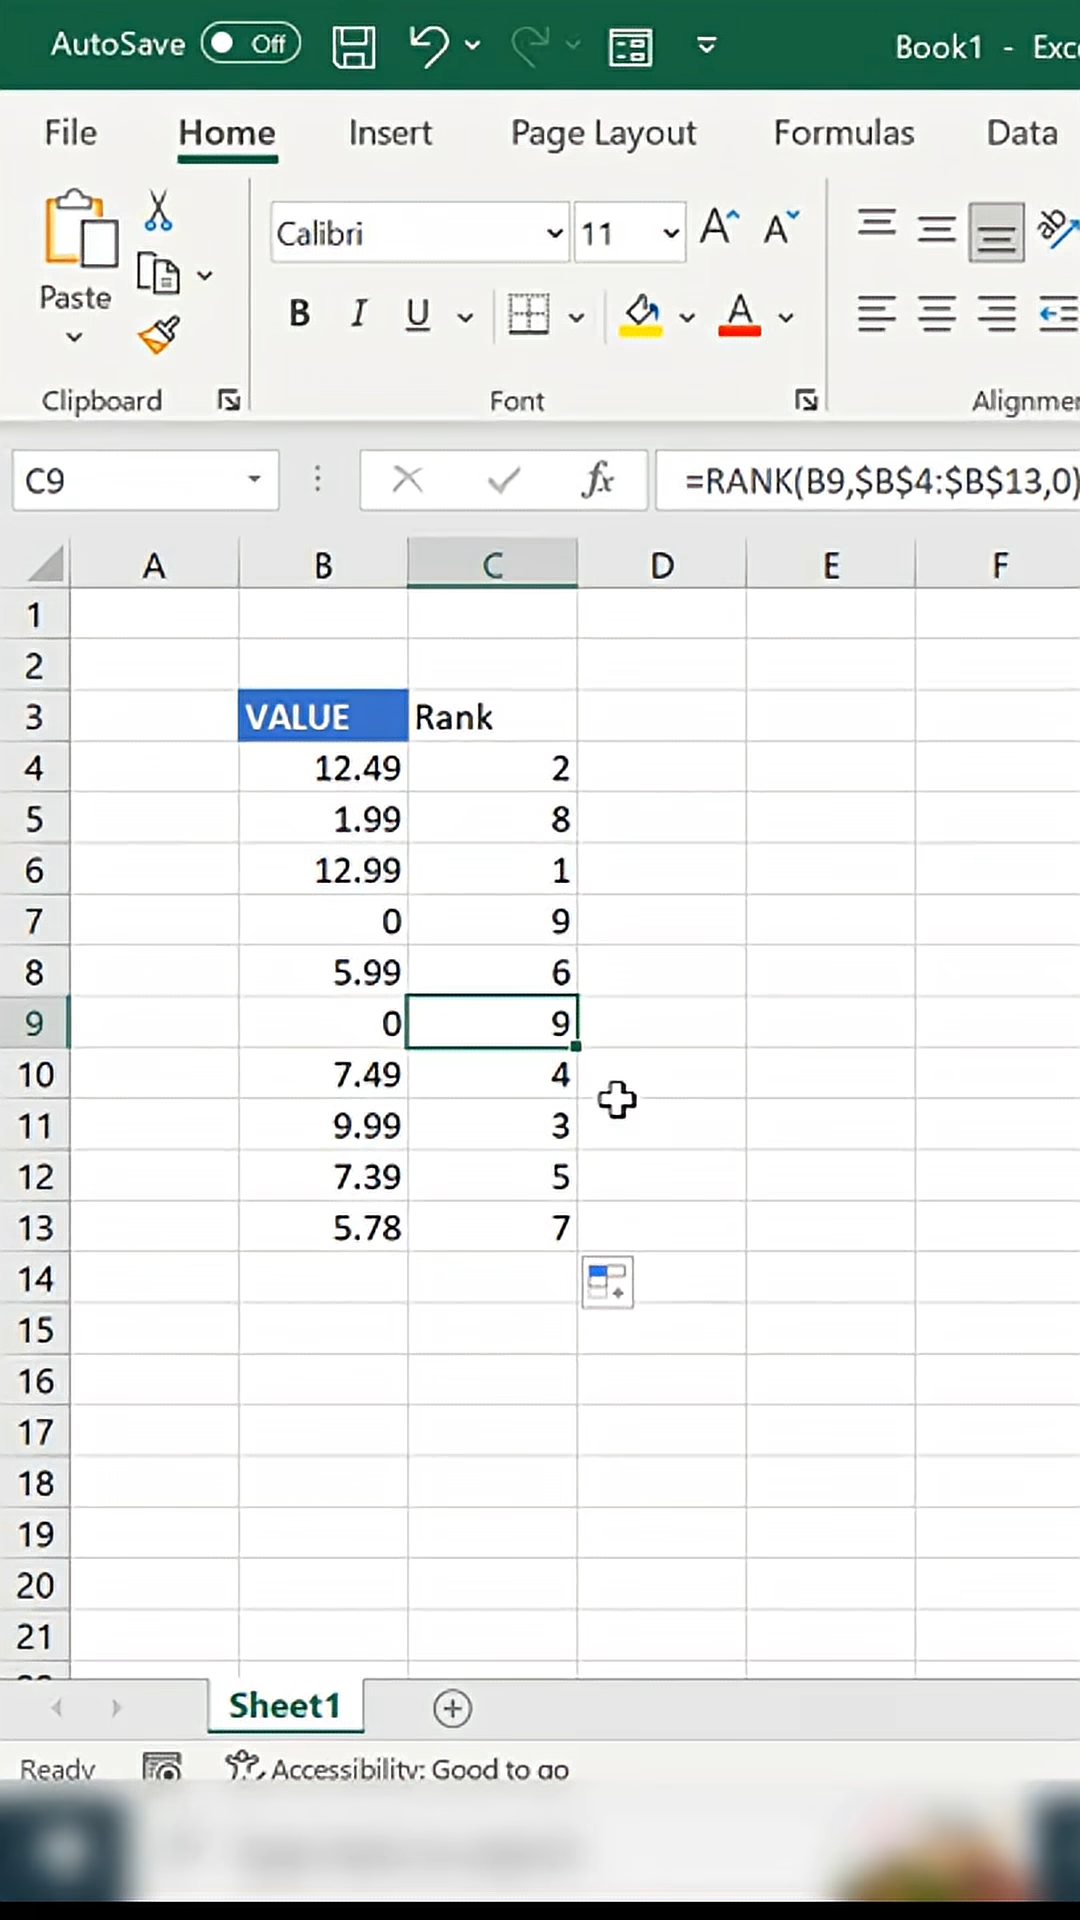 AutoSave Off Book1 - Exc
File Home Insert Page Layout Formulas Data
Calibri 11
Paste
B I U A
Clipboard Font Alignmen
C9 fx =RANK(B9,$B$4:$B$13,0)
A B C D E F
1
2
3 VALUE Rank
4 12.49 2
5 1.99 8
6 12.99 1
7 0 9
8 5.99 6
9 0 9
10 7.49 4
11 9.99 3
12 7.39 5
13 5.78 7
14
15
16
17
18
19
20
21
Sheet1
Ready Accessibility: Good to go